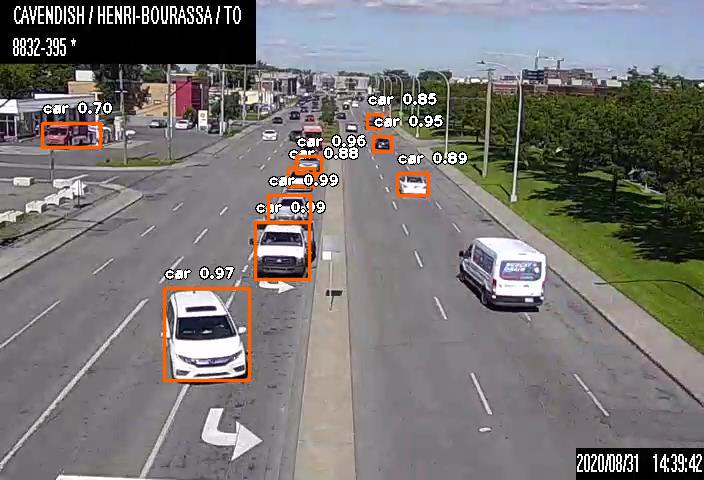 CAVENDISH / HENRI-BOURASSA / TO
8832-395 *
car 0.70
car 0.85
car 0.95
car 0.96
car 0.88
car 0.89
car 0.99
car 0.99
car 0.97
2020/08/31 14:39:42